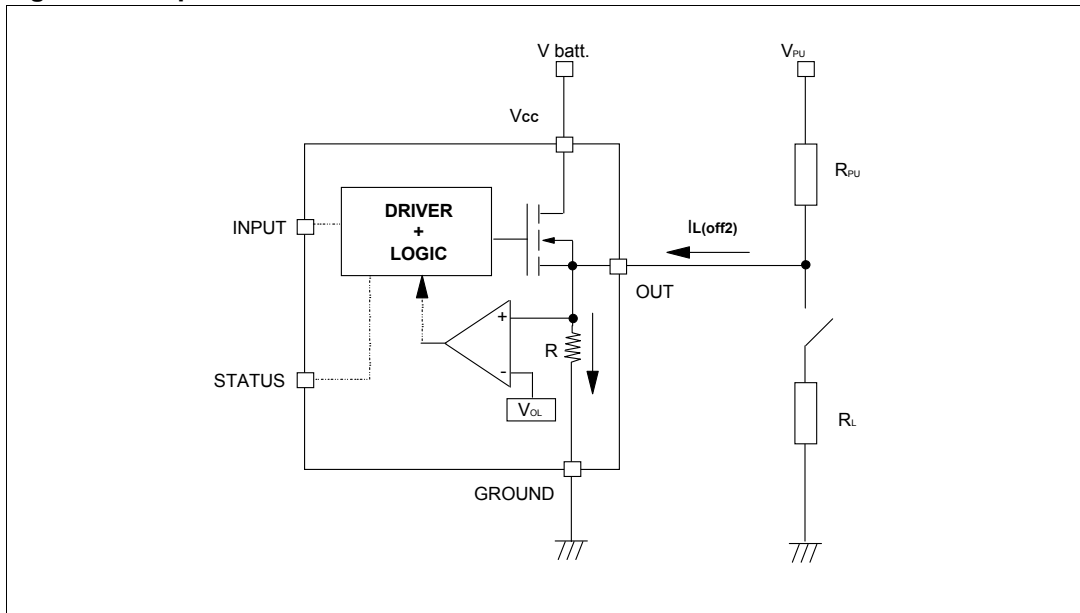 V batt.
VPU
Vcc
RPU
INPUT
DRIVER
+
LOGIC
IL(off2)
OUT
+
R
STATUS
-
VOL
RL
GROUND